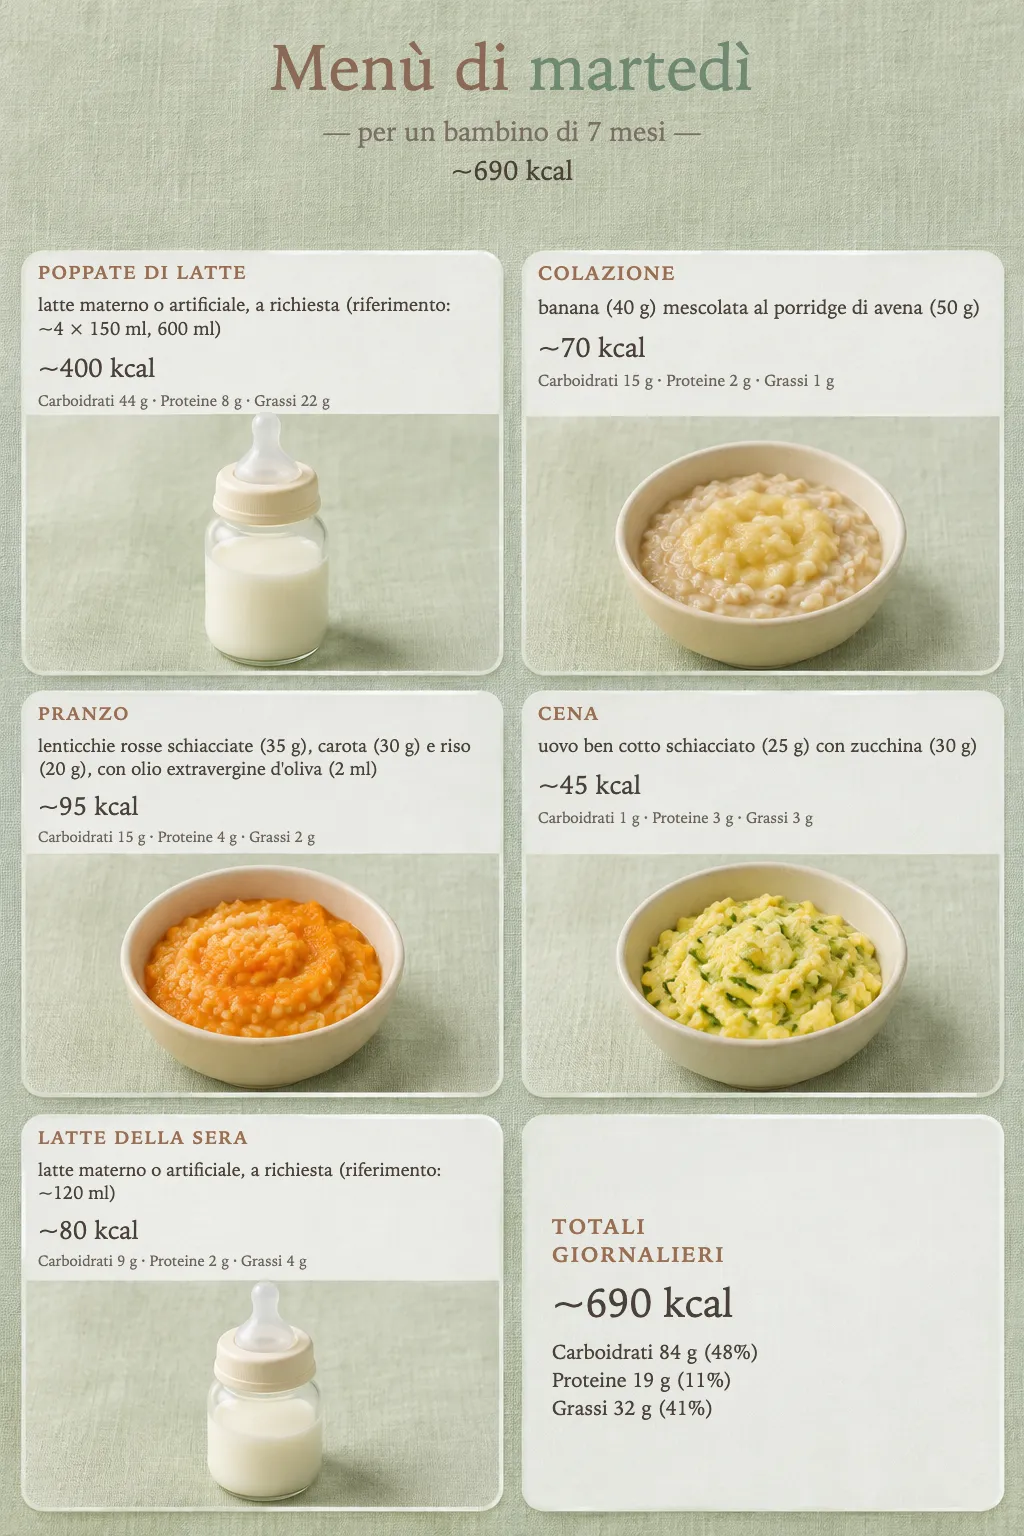 Menù di martedì
— per un bambino di 7 mesi —
~690 kcal
POPPATE DI LATTE
latte materno o artificiale, a richiesta (riferimento:
~4 × 150 ml, 600 ml)
~400 kcal
Carboidrati 44 g · Proteine 8 g · Grassi 22 g
COLAZIONE
banana (40 g) mescolata al porridge di avena (50 g)
~70 kcal
Carboidrati 15 g · Proteine 2 g · Grassi 1 g
PRANZO
lenticchie rosse schiacciate (35 g), carota (30 g) e riso
(20 g), con olio extravergine d'oliva (2 ml)
~95 kcal
Carboidrati 15 g · Proteine 4 g · Grassi 2 g
CENA
uovo ben cotto schiacciato (25 g) con zucchina (30 g)
~45 kcal
Carboidrati 1 g · Proteine 3 g · Grassi 3 g
LATTE DELLA SERA
latte materno o artificiale, a richiesta (riferimento:
~120 ml)
~80 kcal
Carboidrati 9 g · Proteine 2 g · Grassi 4 g
TOTALI
GIORNALIERI
~690 kcal
Carboidrati 84 g (48%)
Proteine 19 g (11%)
Grassi 32 g (41%)